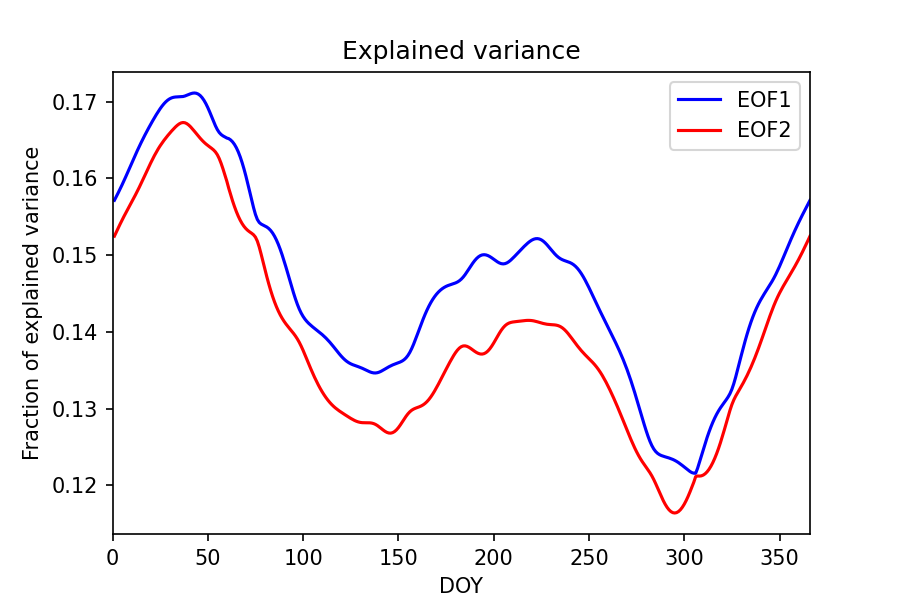 Explained variance
Fraction of explained variance
0.17
0.16
0.15
0.14
0.13
0.12
EOF1
EOF2
0 50 100 150 200 250 300 350
DOY